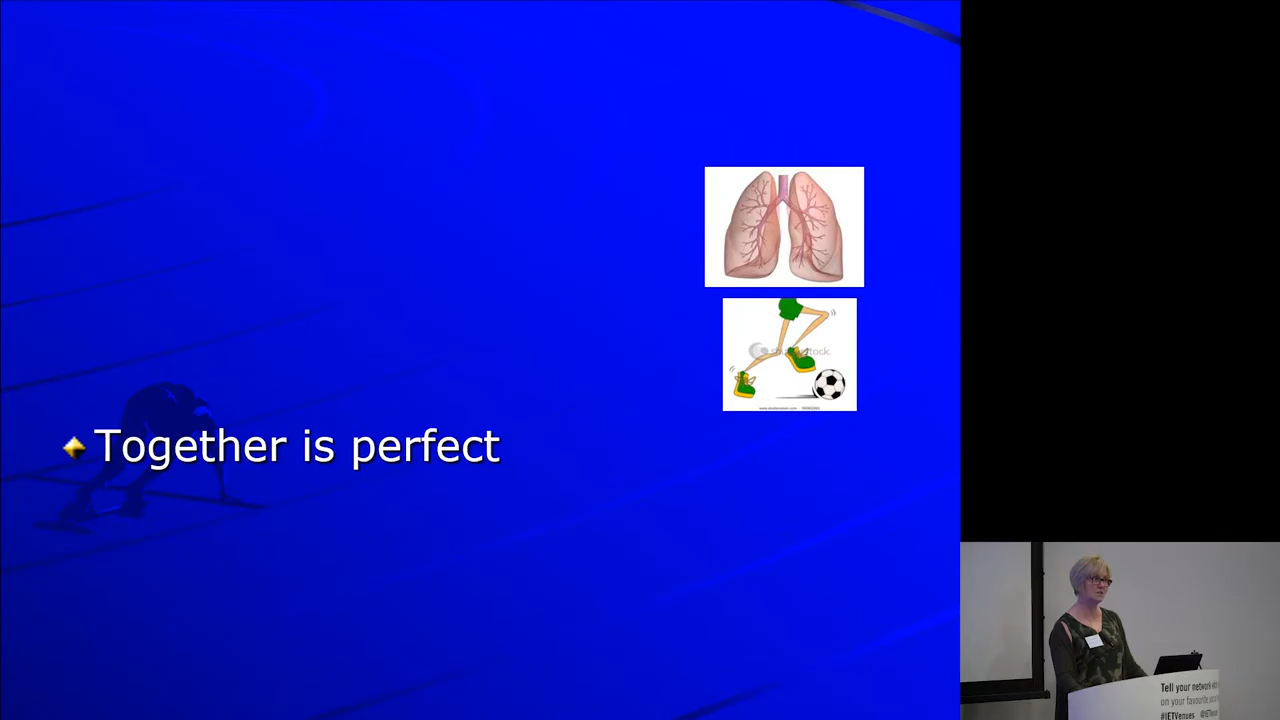 Together is perfect
Tell your network
on your favourite
#IETVenues